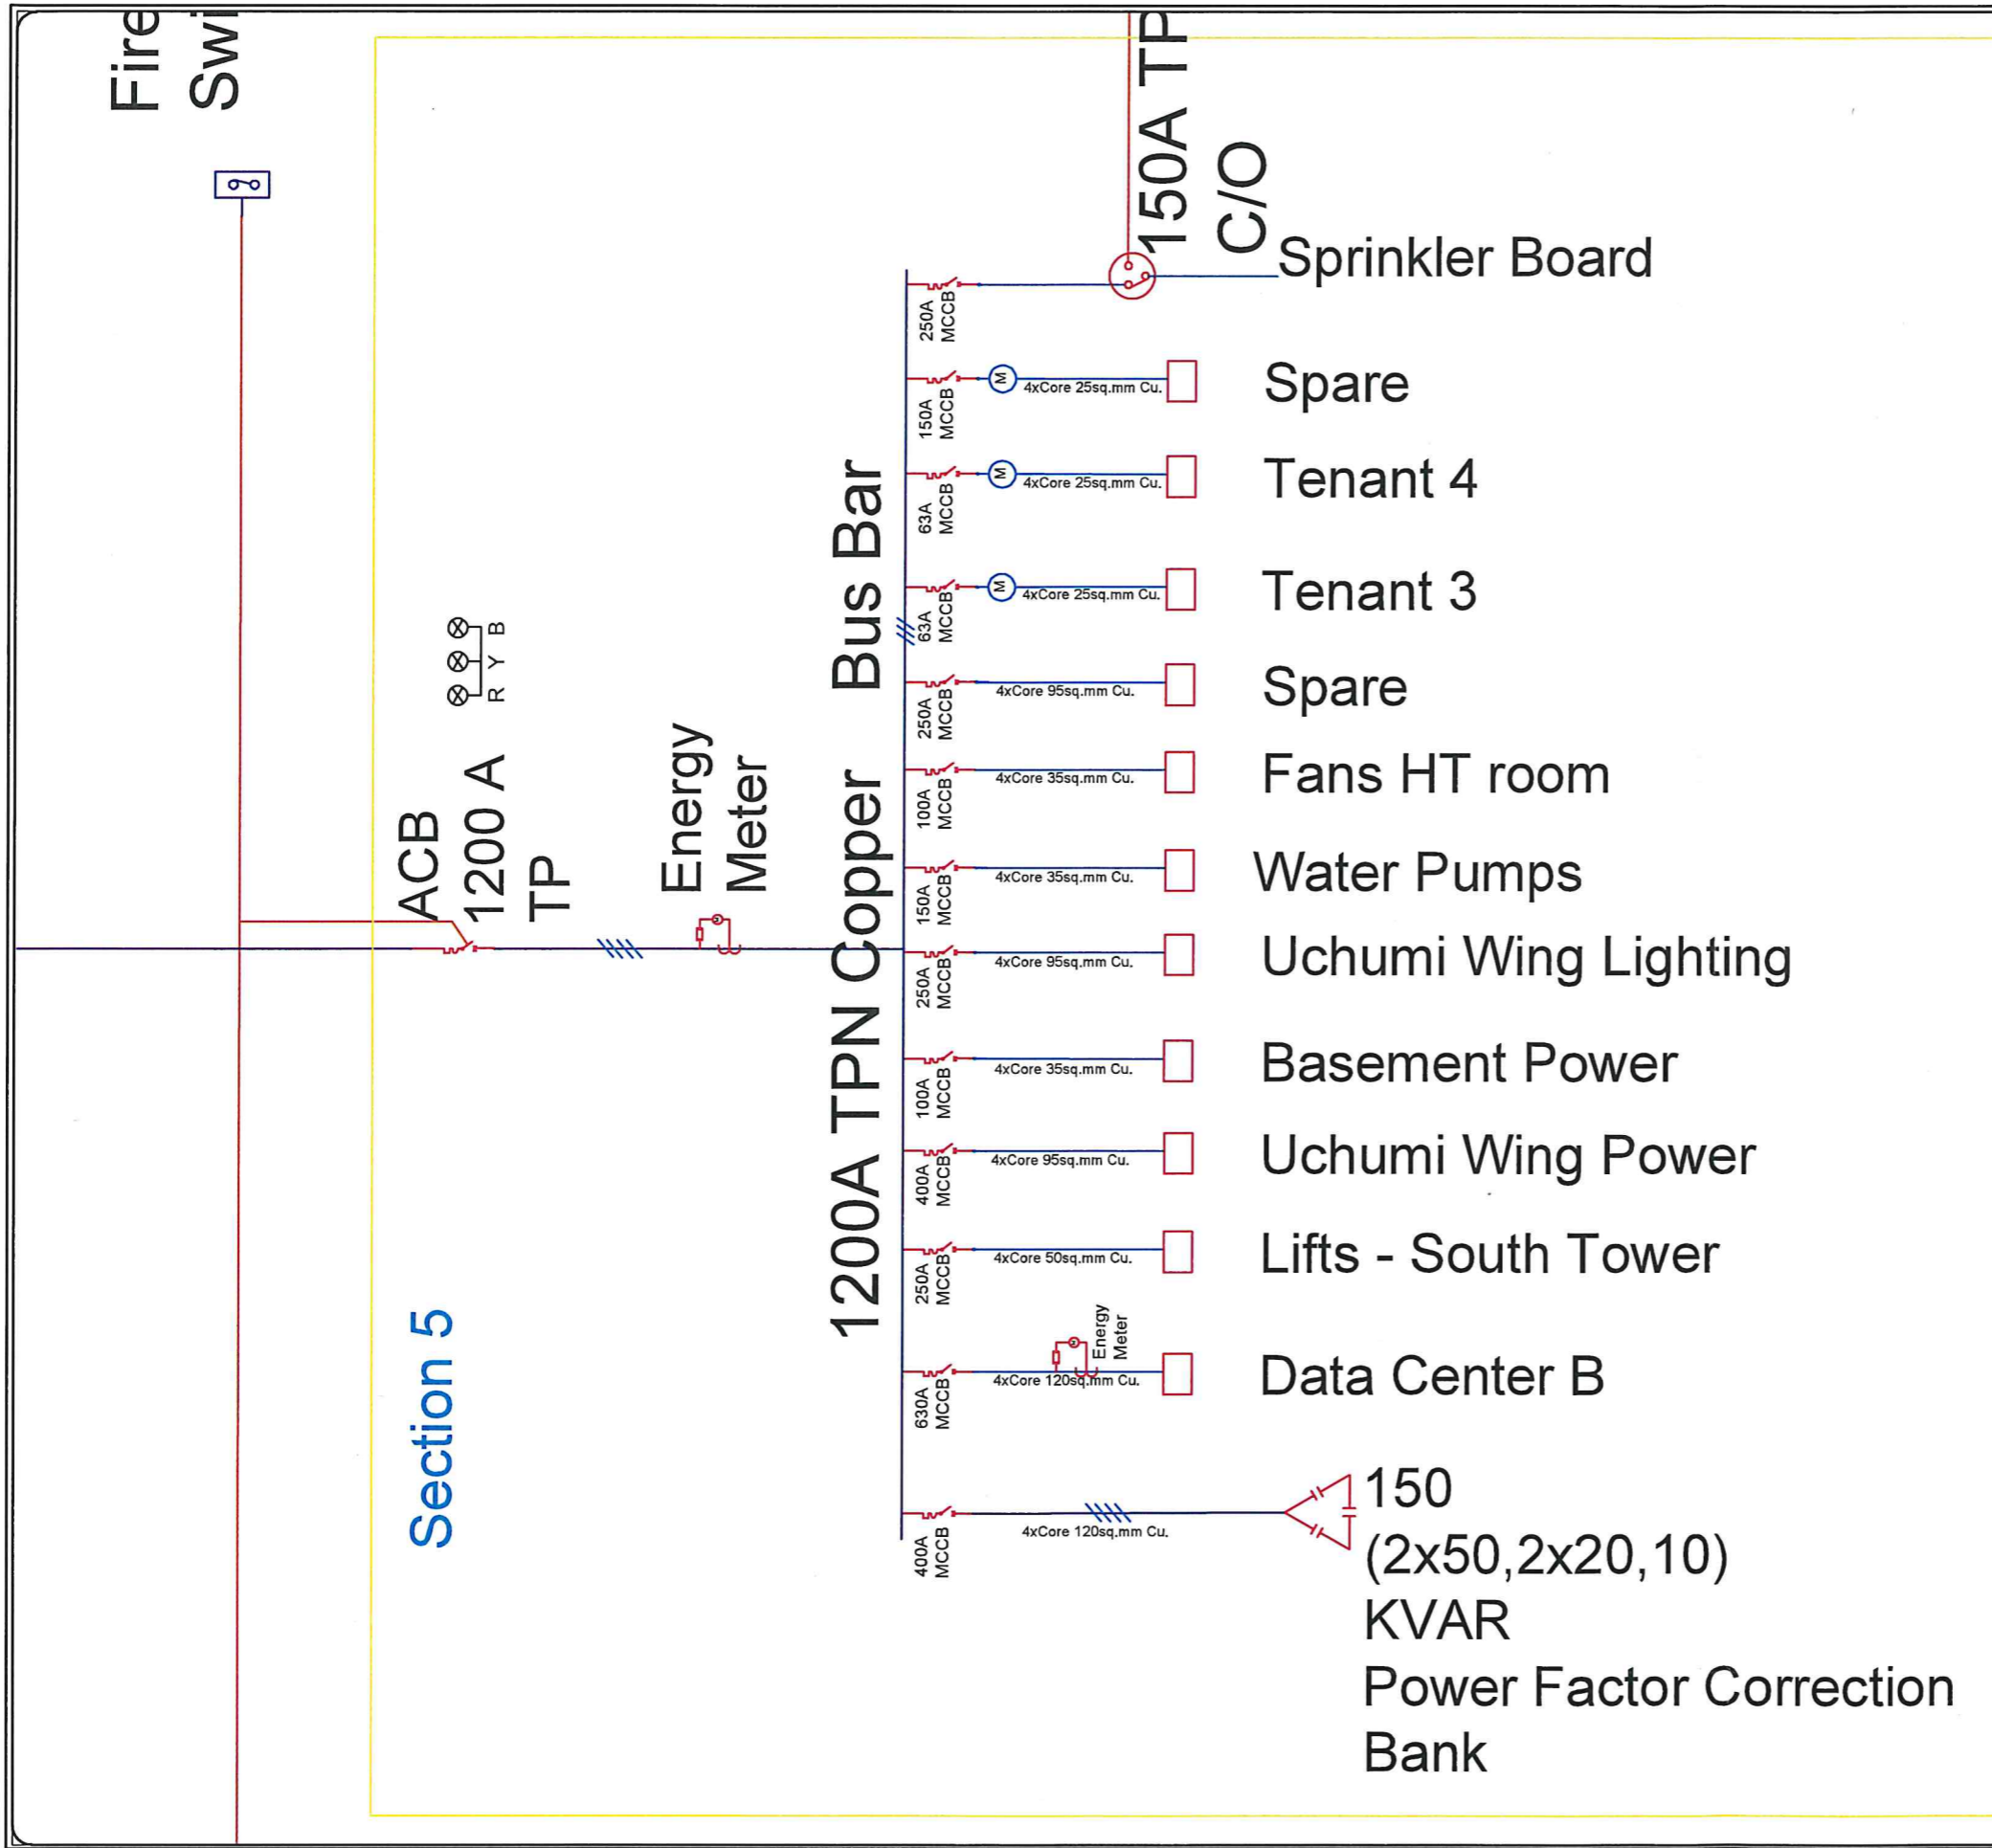 Fire
Swi
150A TP
C/O
Sprinkler Board
250A
MCCB
150A
MCCB
M
4xCore 25sq.mm Cu.
Spare
63A
MCCB
M
4xCore 25sq.mm Cu.
Tenant 4
63A
MCCB
M
4xCore 25sq.mm Cu.
Tenant 3
250A
MCCB
4xCore 95sq.mm Cu.
Spare
100A
MCCB
4xCore 35sq.mm Cu.
Fans HT room
150A
MCCB
4xCore 35sq.mm Cu.
Water Pumps
250A
MCCB
4xCore 95sq.mm Cu.
Uchumi Wing Lighting
100A
MCCB
4xCore 35sq.mm Cu.
Basement Power
400A
MCCB
4xCore 95sq.mm Cu.
Uchumi Wing Power
250A
MCCB
4xCore 50sq.mm Cu.
Lifts - South Tower
630A
MCCB
4xCore 120sq.mm Cu.
Energy
Meter
Data Center B
400A
MCCB
4xCore 120sq.mm Cu.
150
(2x50,2x20,10)
KVAR
Power Factor Correction
Bank
1200A TPN Copper Bus Bar
Energy
Meter
ACB
1200 A
TP
R Y B
Section 5